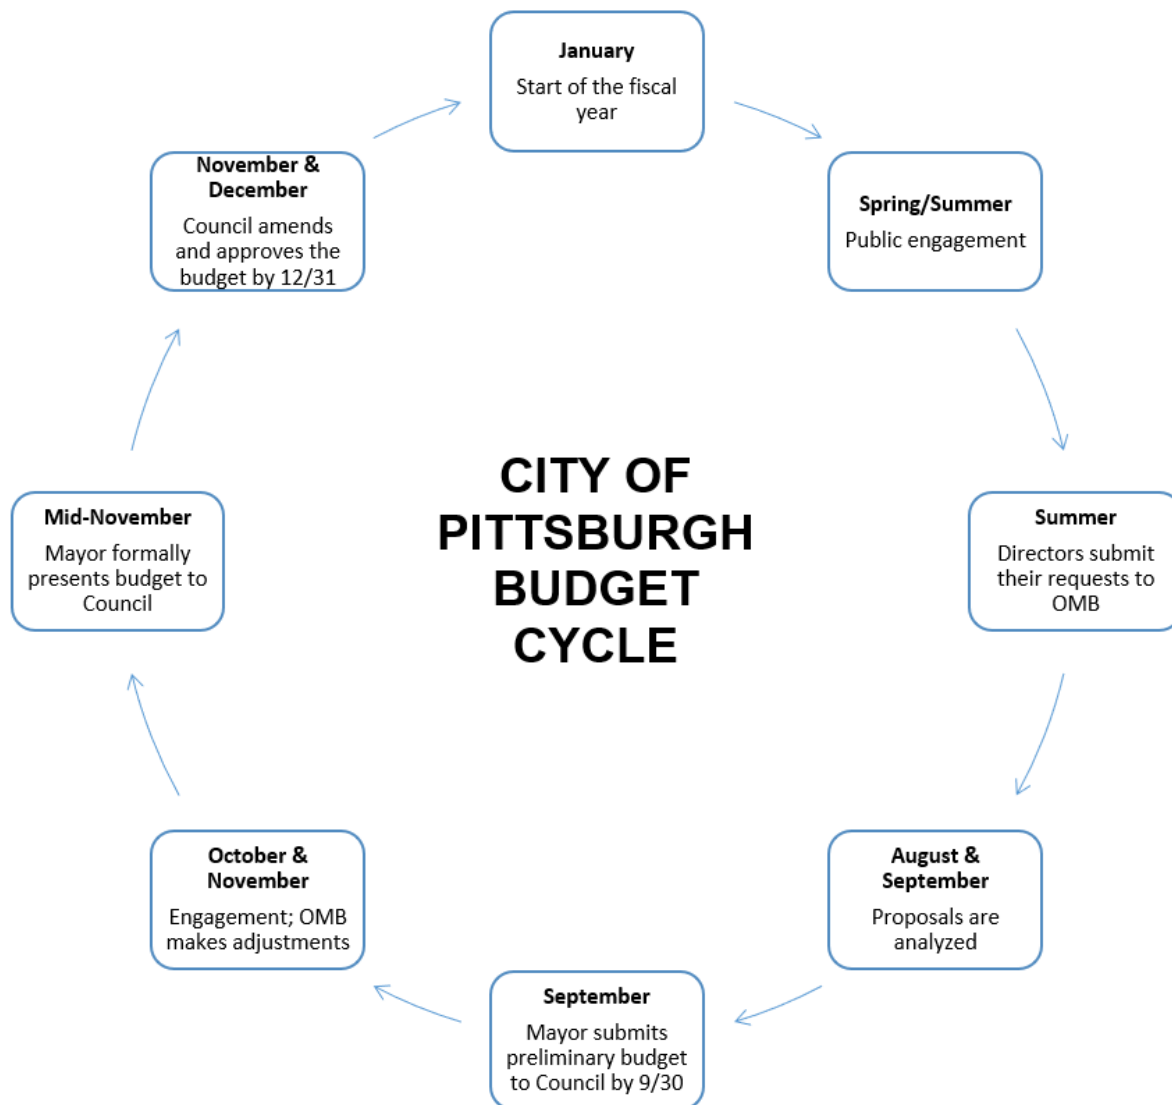 January
Start of the fiscal
year
Spring/Summer
Public engagement
Summer
Directors submit
their requests to
OMB
August &
September
Proposals are
analyzed
September
Mayor submits
preliminary budget
to Council by 9/30
October &
November
Engagement; OMB
makes adjustments
Mid-November
Mayor formally
presents budget to
Council
November &
December
Council amends
and approves the
budget by 12/31
CITY OF
PITTSBURGH
BUDGET
CYCLE